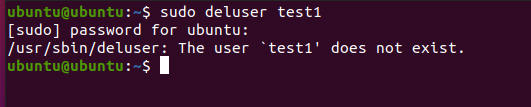 ubuntu@ubuntu:~$ sudo deluser test1
[sudo] password for ubuntu:
/usr/sbin/deluser: The user `test1' does not exist.
ubuntu@ubuntu:~$